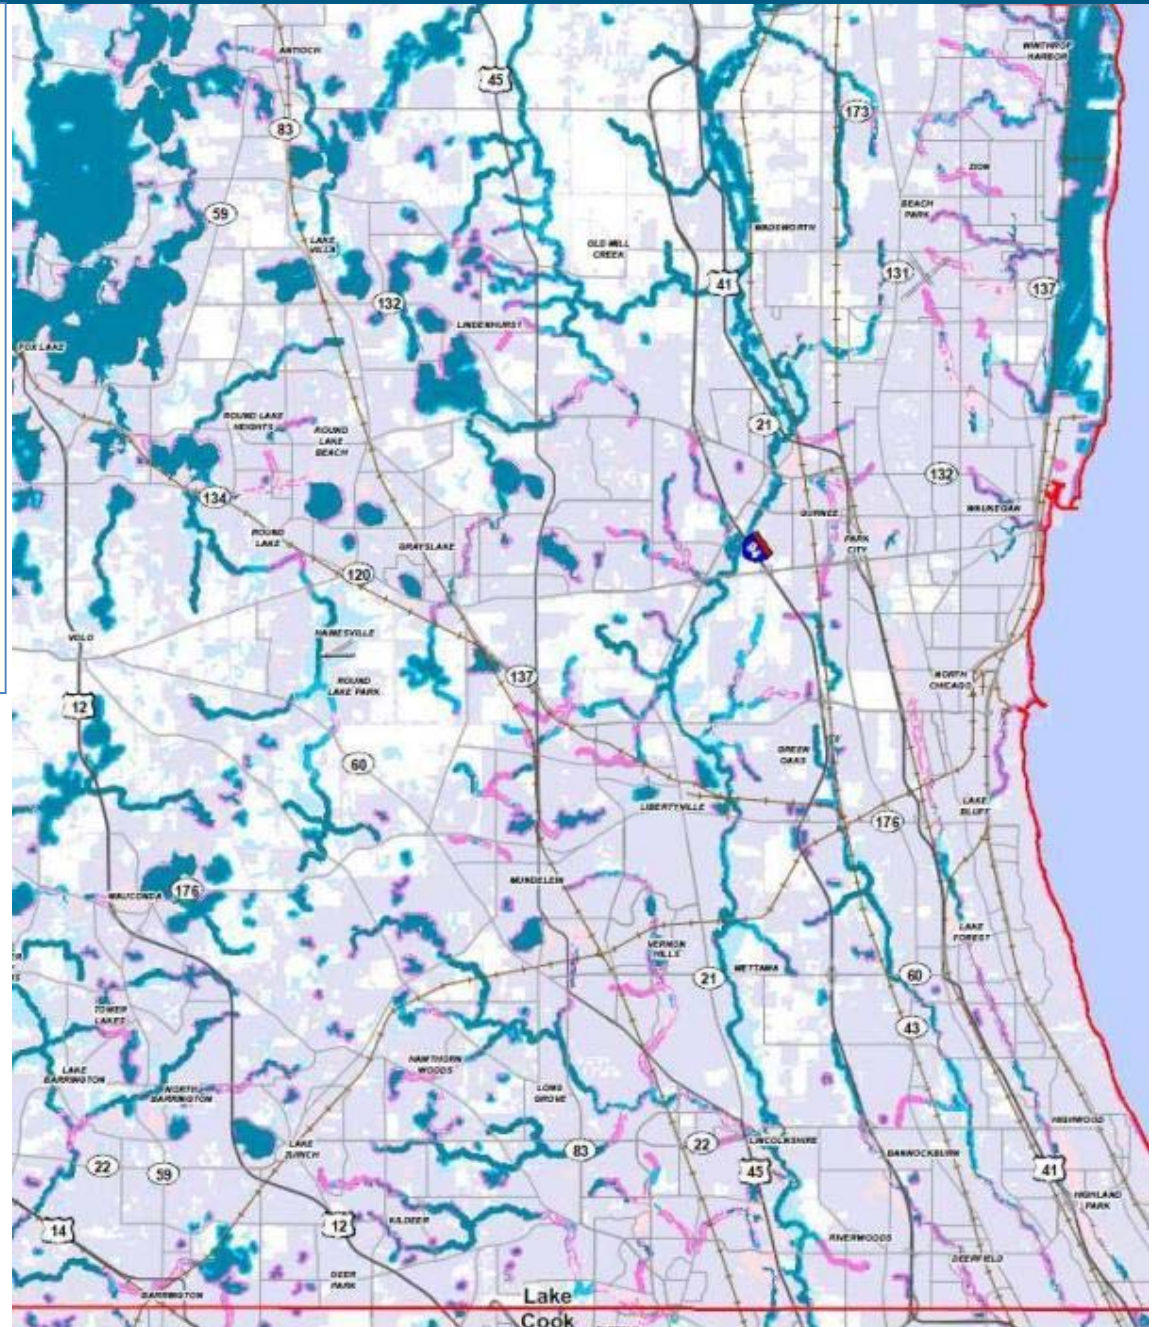 ANTIOCH
45
WINTHROP
HARBOR
173
83
ZION
BEACH
PARK
59
WADSWORTH
LAKE
VILLA
OLD MILL
CREEK
131
41
137
132
LINDENHURST
FOX LAKE
ROUND LAKE
HEIGHTS
ROUND
LAKE
BEACH
21
132
134
WAUKEGAN
GURNEE
ROUND
LAKE
GRAYSLAKE
PARK
CITY
94
120
VOLO
HAINESVILLE
137
NORTH
CHICAGO
ROUND
LAKE PARK
12
GREEN
OAKS
60
LAKE
BLUFF
LIBERTYVILLE
176
MUNDELEIN
WAUCONDA
176
LAKE
FOREST
VERNON
HILLS
METTAWA
21
60
TOWER
LAKES
43
HAWTHORN
WOODS
LAKE
BARRINGTON
NORTH
BARRINGTON
LONG
GROVE
HIGHWOOD
LAKE
ZURICH
83
22
LINCOLNSHIRE
BANNOCKBURN
22
59
45
41
HIGHLAND
PARK
14
12
KILDEER
RIVERWOODS
DEERFIELD
DEER
PARK
BARRINGTON
Lake
Cook